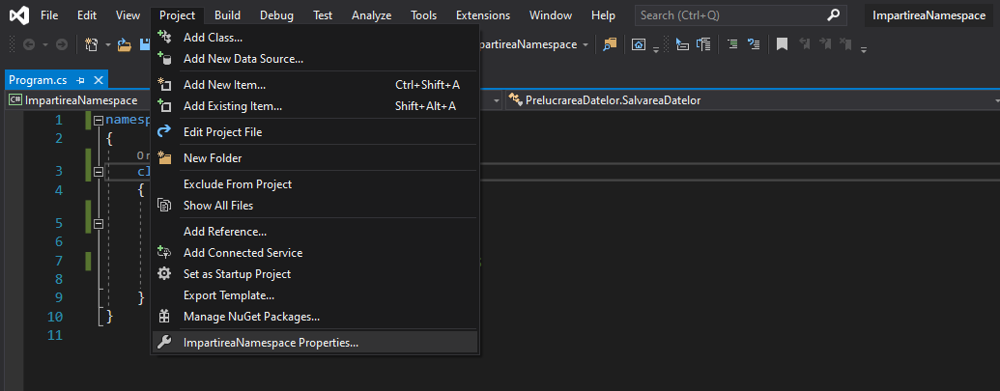 File Edit View Project Build Debug Test Analyze Tools Extensions Window Help Search (Ctrl+Q) ImpartireaNamespace
partireaNamespace
Program.cs
C# ImpartireaNamespace PrelucrareaDatelor.SalvareaDatelor
Add Class...
Add New Data Source...
Add New Item... Ctrl+Shift+A
Add Existing Item... Shift+Alt+A
Edit Project File
New Folder
Exclude From Project
Show All Files
Add Reference...
Add Connected Service
Set as Startup Project
Export Template...
Manage NuGet Packages...
ImpartireaNamespace Properties...
1 namesp
2 {
0 r
3 cl
4 {
5
6
7
8
9 }
10 }
11